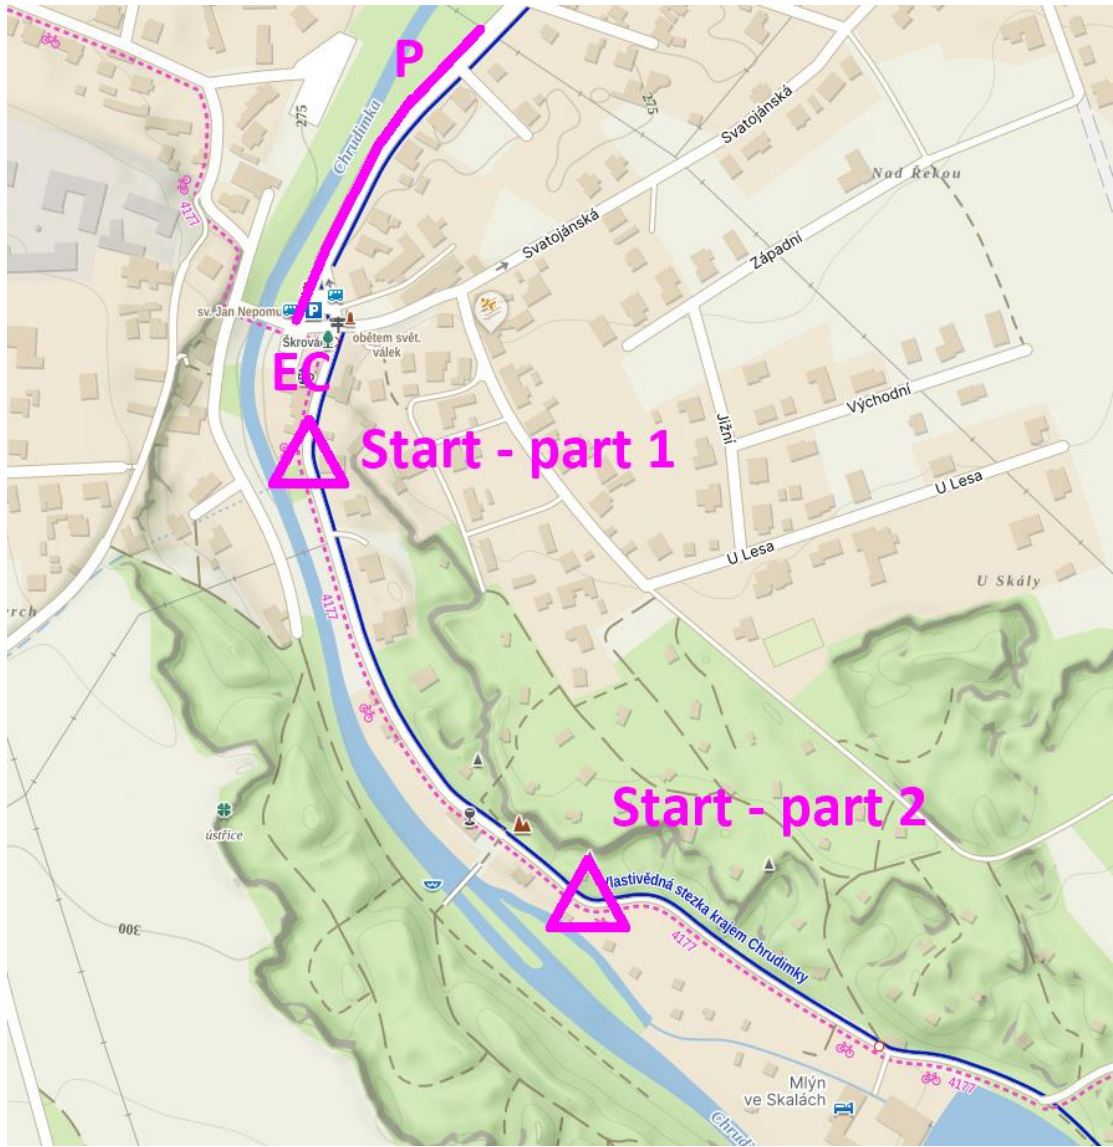 P
275
275
Chrudimka
Svatojánská
Nad Řekou
4177
Svatojánská
Západní
sv. Jan Nepomu
P
Škrovád
obětem svět.
válek
EC
Východní
Jižní
Start - part 1
U Lesa
U Lesa
U Skály
4177
Start - part 2
ústřice
Vlastivědná stezka krajem Chrudimky
300
4177
Mlýn
ve Skalách
4177